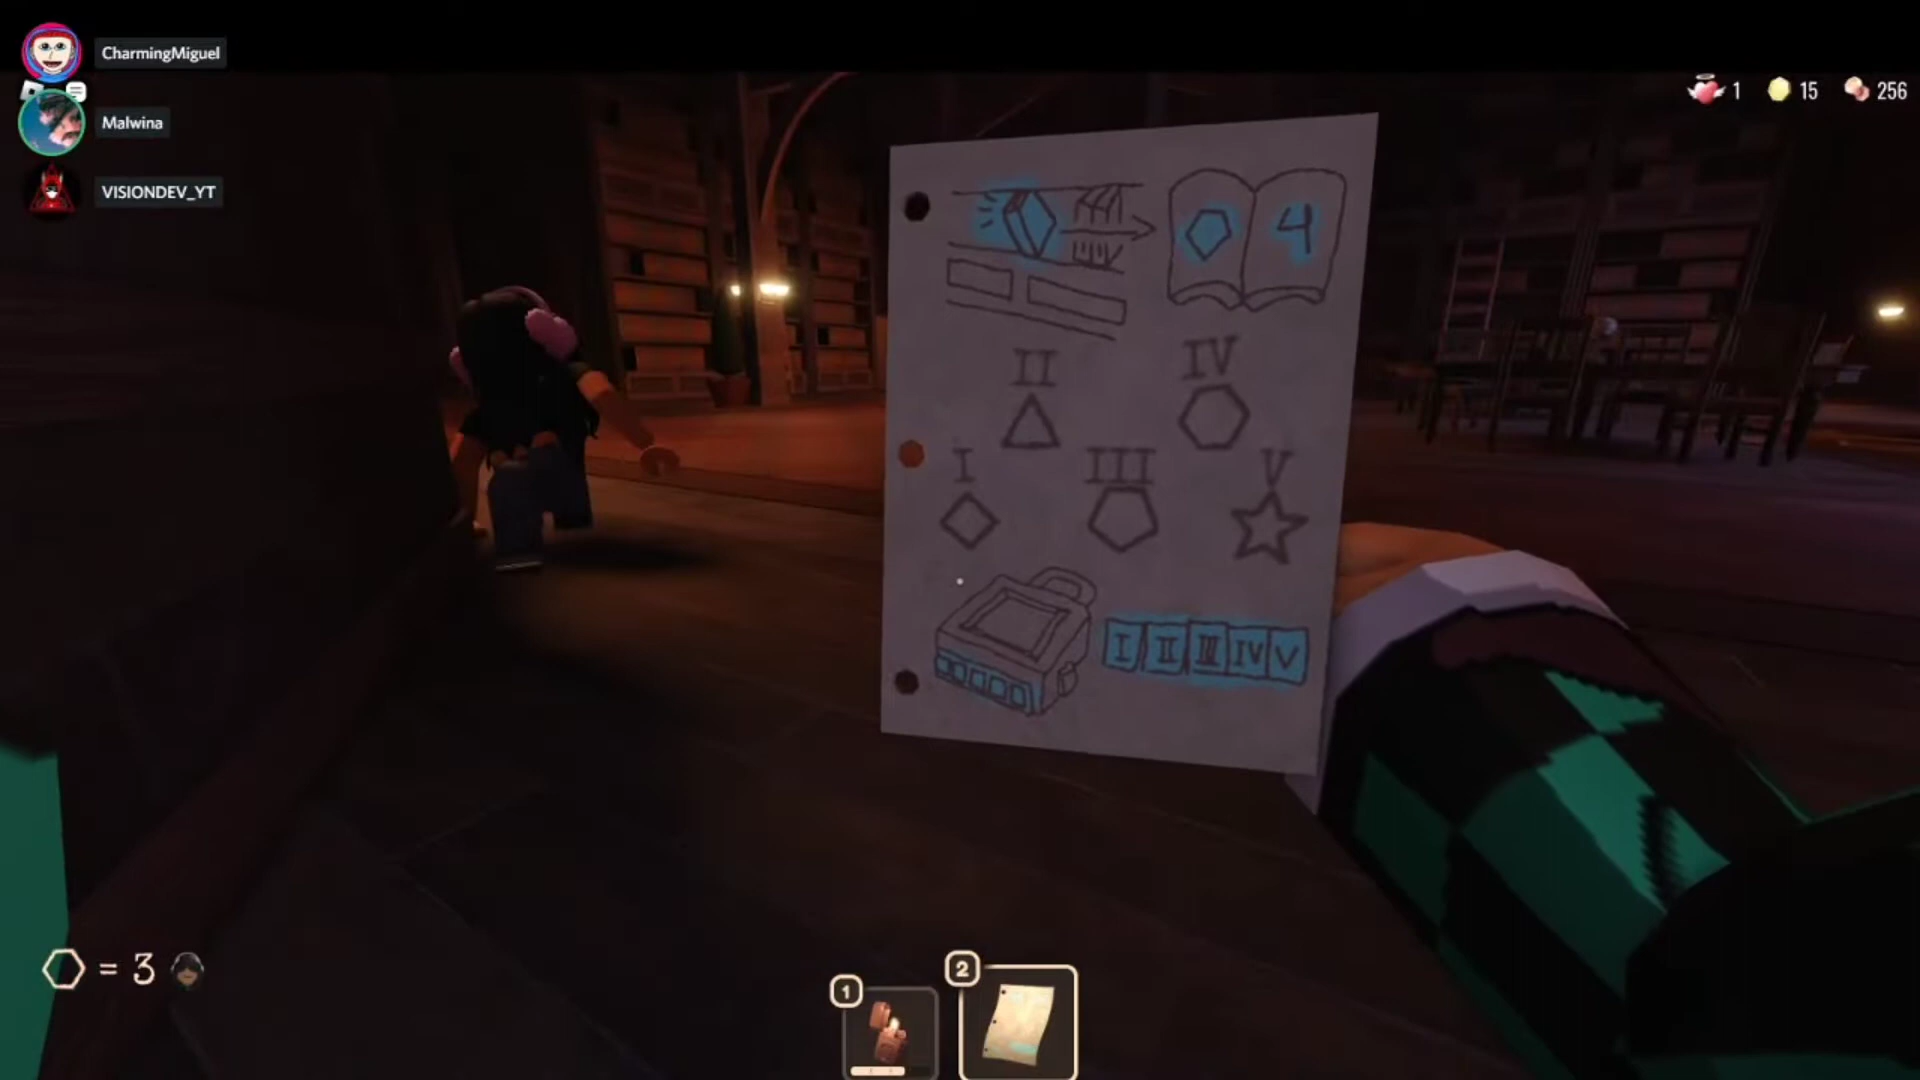 CharmingMiguel
1
15
256
Malwina
VISIONDEV_YT
4
II IV
I III V
I II III IV V
= 3
1
2